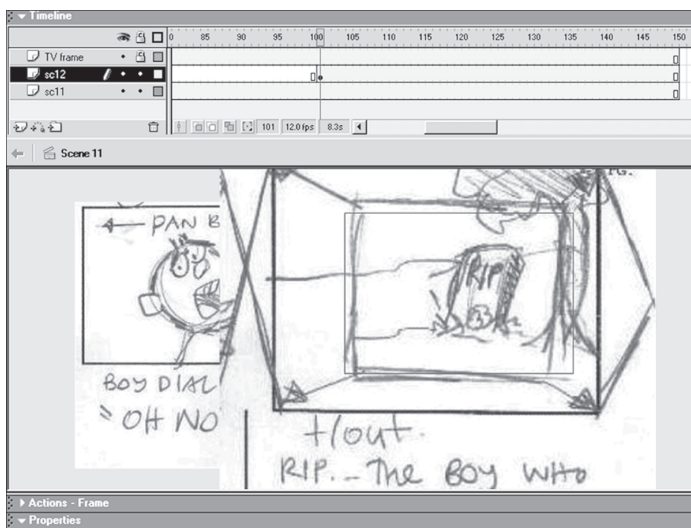 Timeline
0 85 90 95 100 105 110 115 120 125 130 135 140 145 150
TV frame
sc12
sc11
101 12.0 fps 8.3s
Scene 11
PAN B
RIP
BOY DIAL
"OH NO
t/out.
RIP. - The BOY WHO
Actions - Frame
Properties